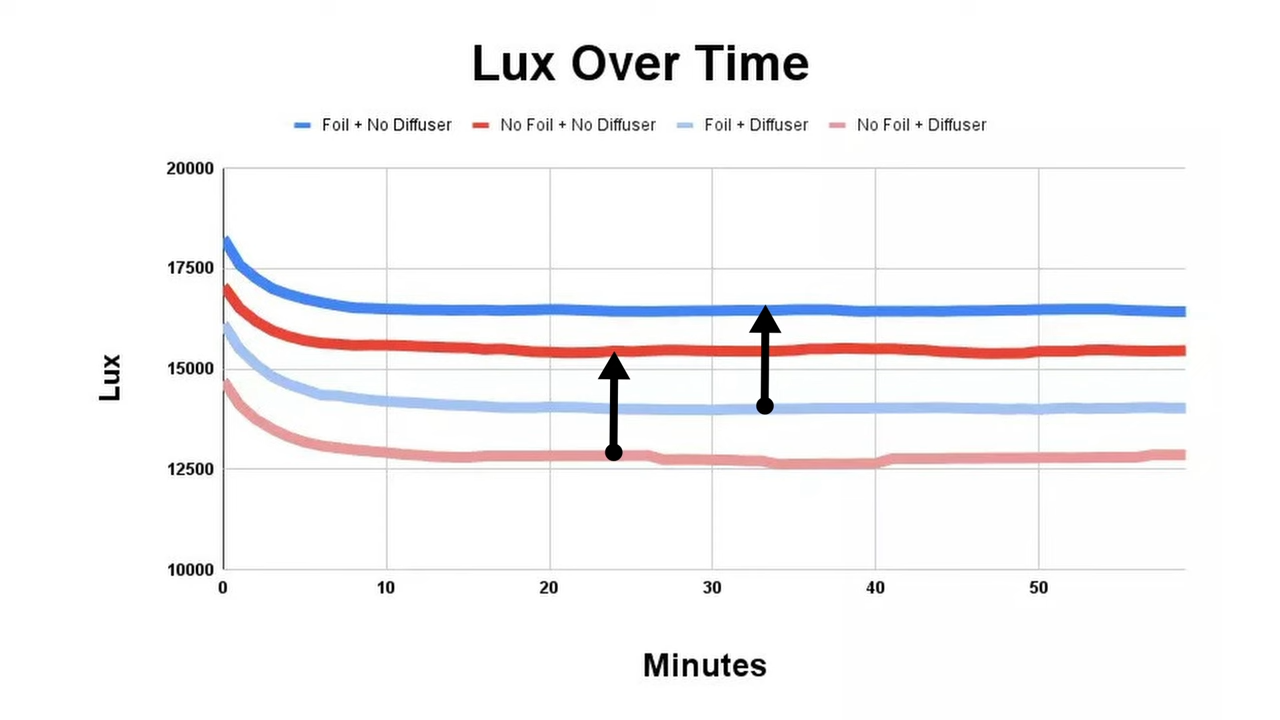 Lux Over Time
Foil + No Diffuser No Foil + No Diffuser Foil + Diffuser No Foil + Diffuser
20000
17500
15000
12500
10000
Lux
0 10 20 30 40 50
Minutes